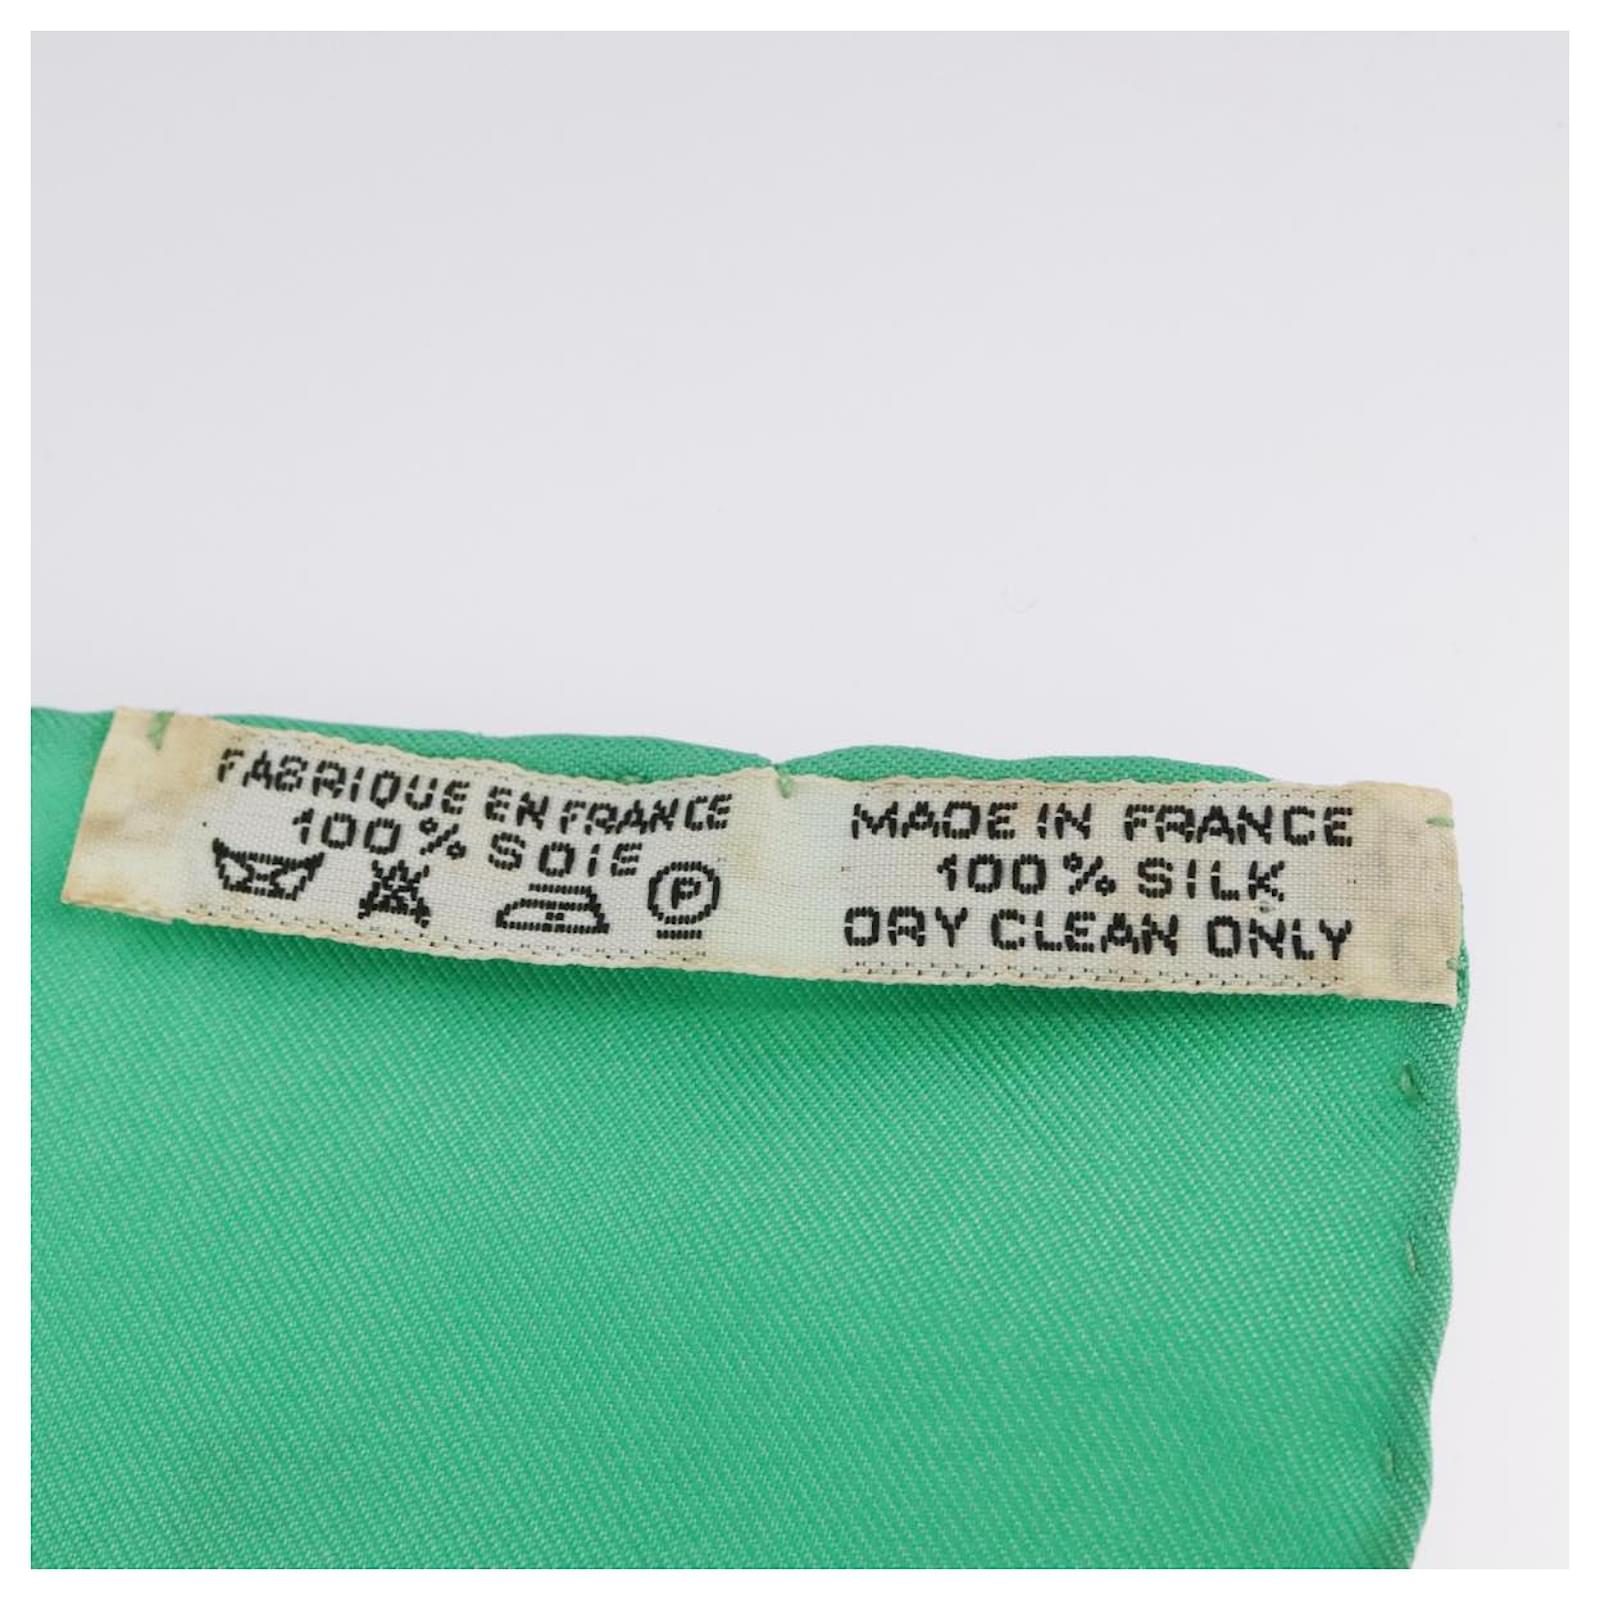 FABRIQUE EN FRANCE
100% SOIE
P
MADE IN FRANCE
100% SILK
DRY CLEAN ONLY